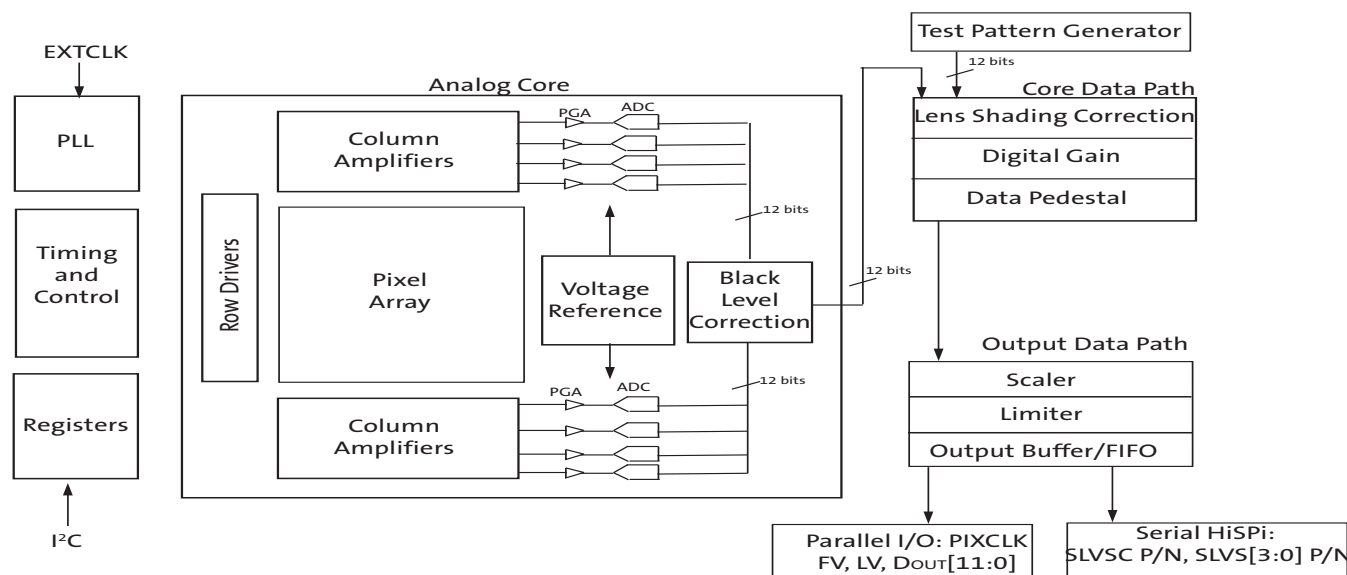 EXTCLK
PLL
Timing
and
Control
Registers
I²C
Analog Core
Column
Amplifiers
PGA
ADC
12 bits
Row Drivers
Pixel
Array
Voltage
Reference
Black
Level
Correction
12 bits
12 bits
PGA
ADC
Column
Amplifiers
Test Pattern Generator
12 bits
Core Data Path
Lens Shading Correction
Digital Gain
Data Pedestal
Output Data Path
Scaler
Limiter
Output Buffer/FIFO
Parallel I/O: PIXCLK
FV, LV, DOUT[11:0]
Serial HiSPi:
SLVSC P/N, SLVS[3:0] P/N